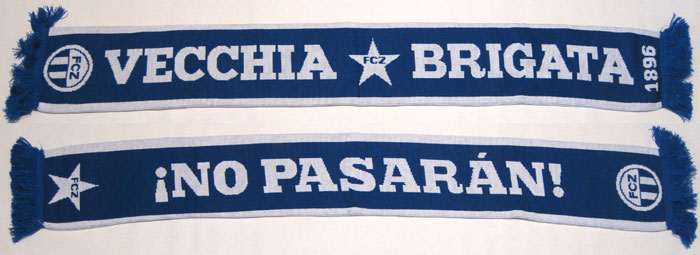 FCZ VECCHIA FCZ BRIGATA 1896
FCZ ¡NO PASARÁN! FCZ